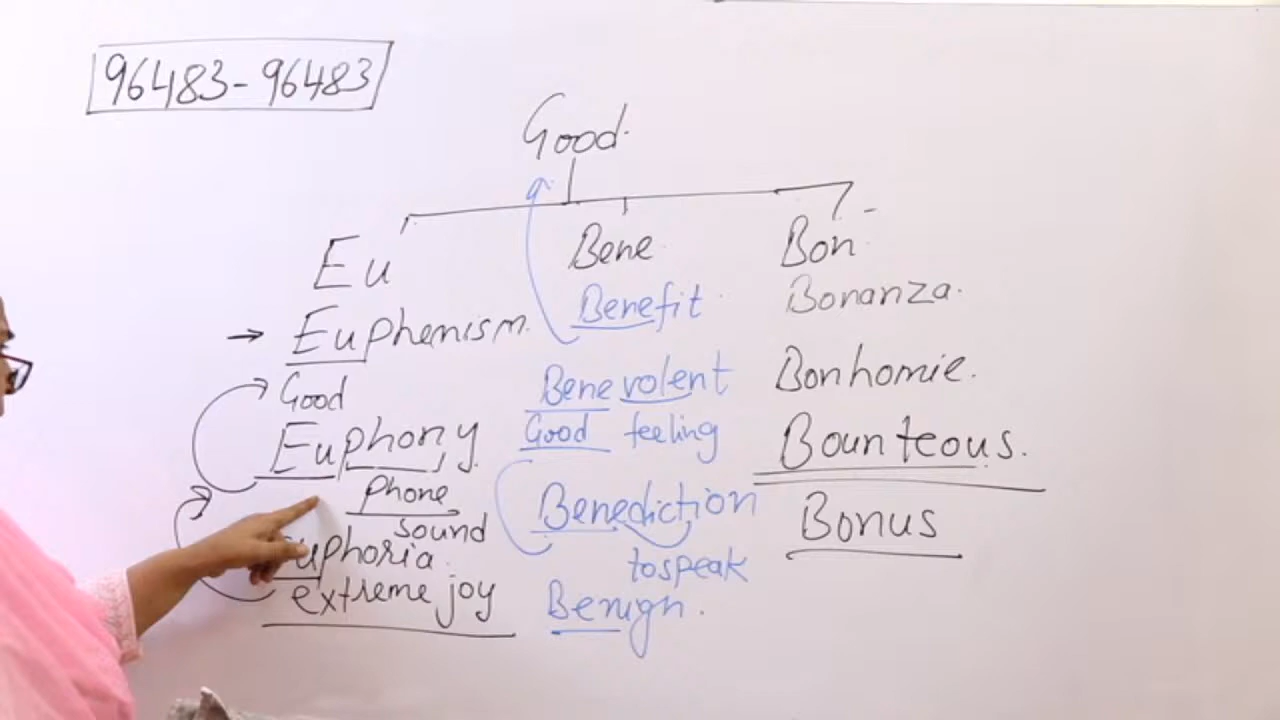 96483-96483
Good.
Eu
Euphemism.
Good
Euphony
Phone
sound
Euphoria
extreme joy
Bene
Benefit
Benevolent
Good feeling
Benediction
to speak
Benign.
Bon
Bonanza.
Bonhomie.
Bounteous.
Bonus